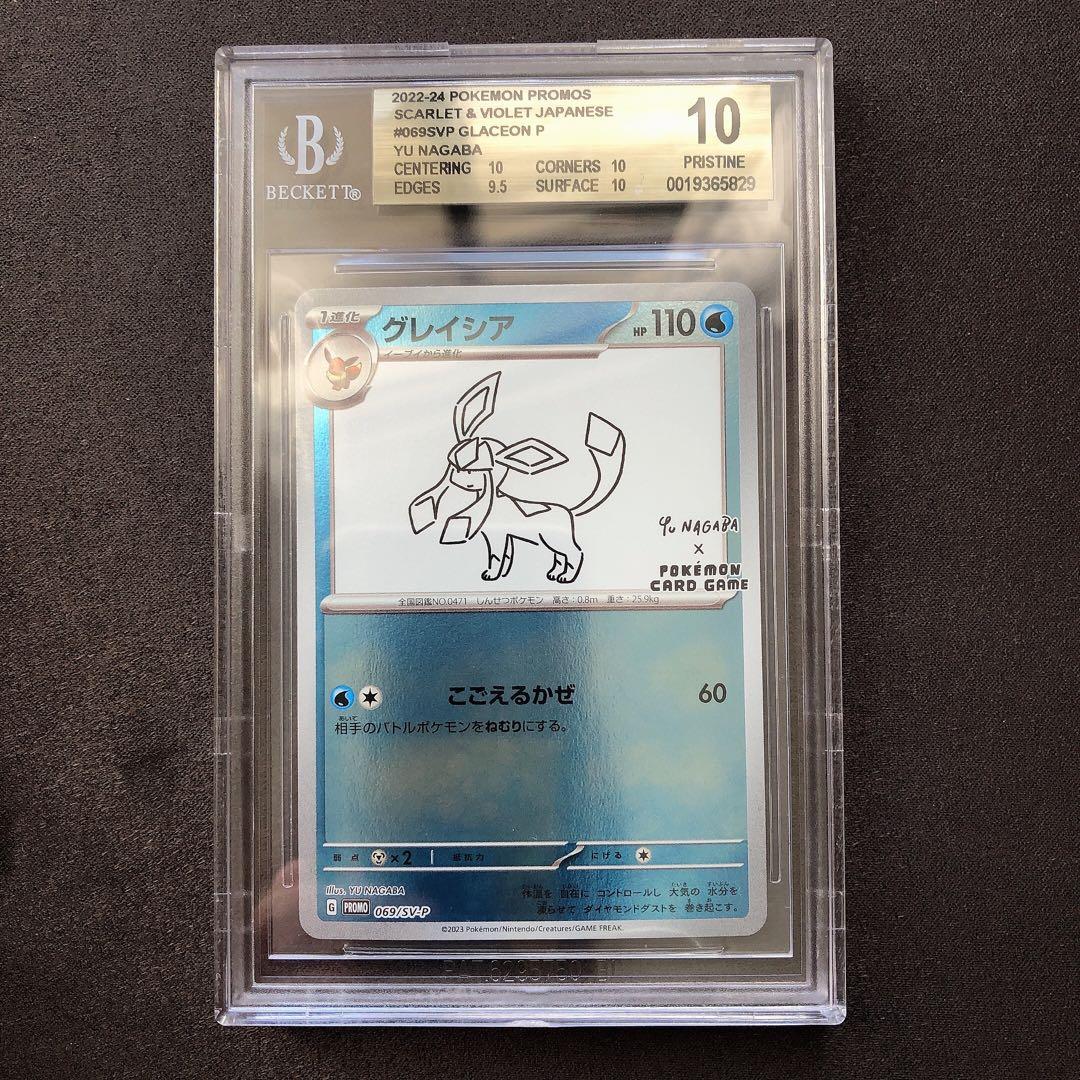 2022-24 POKEMON PROMOS
SCARLET & VIOLET JAPANESE
#069SVP GLACEON P
YU NAGABA
CENTERING 10 CORNERS 10
EDGES 9.5 SURFACE 10
10
PRISTINE
0019365829
B
BECKETT®
1進化
グレイシア
HP 110
イーブイから進化
Yu NAGABA
×
POKÉMON
CARD GAME
全国図鑑NO.0471 しんせつポケモン 高さ:0.8m 重さ:25.9kg
こごえるかぜ 60
相手のバトルポケモンをねむりにする。
あいて
弱点 ×2 抵抗力 にげる
Illus. YU NAGABA
体温を 自在に コントロールし 大気の 水分を
凍らせて ダイヤモンドダストを 巻き起こす。
G PROMO 069/SV-P
©2023 Pokémon/Nintendo/Creatures/GAME FREAK.